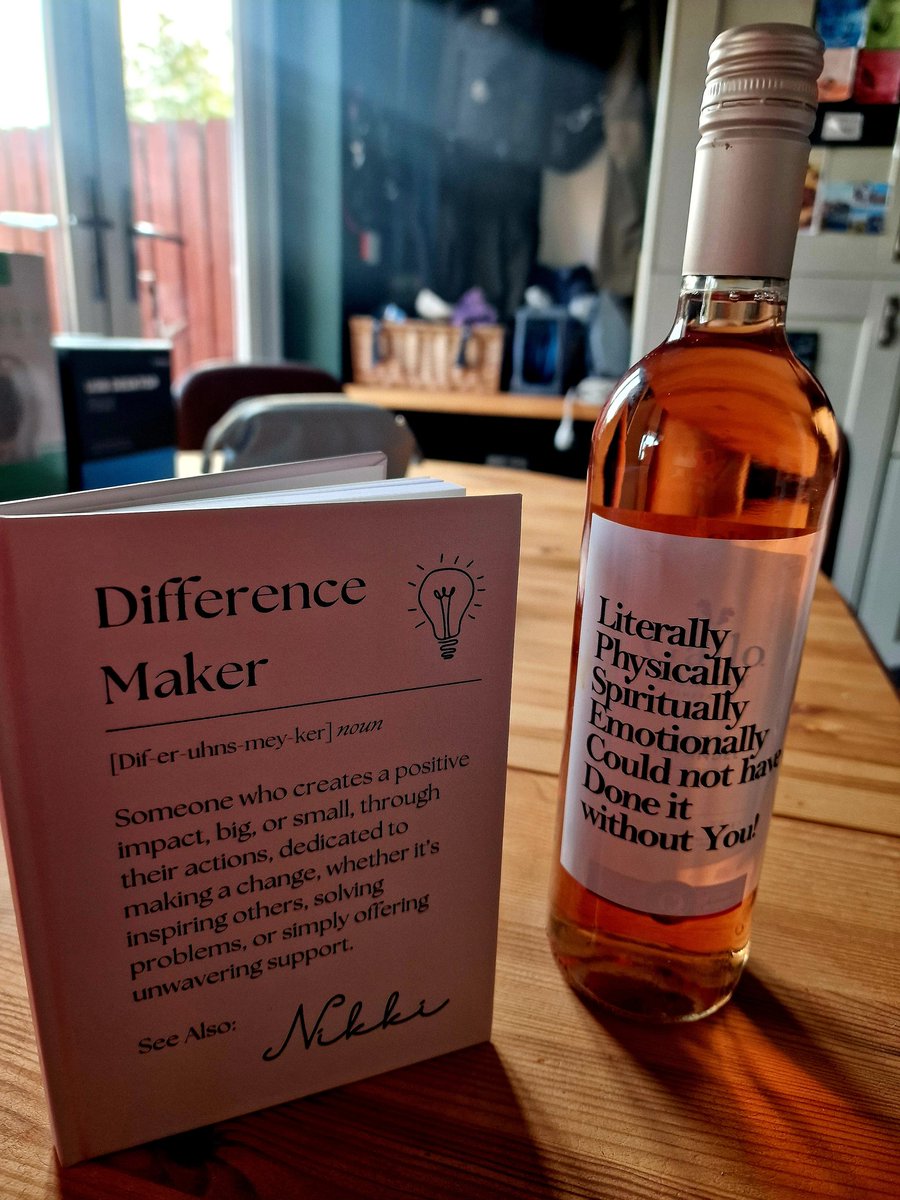 Difference
Maker
[Dif-er-uhns-mey-ker] noun
Someone who creates a positive
impact, big, or small, through
their actions, dedicated to
making a change, whether it's
inspiring others, solving
problems, or simply offering
unwavering support.
See Also: Nikki
Literally
Physically
Spiritually
Emotionally
Could not have
Done it
without You!